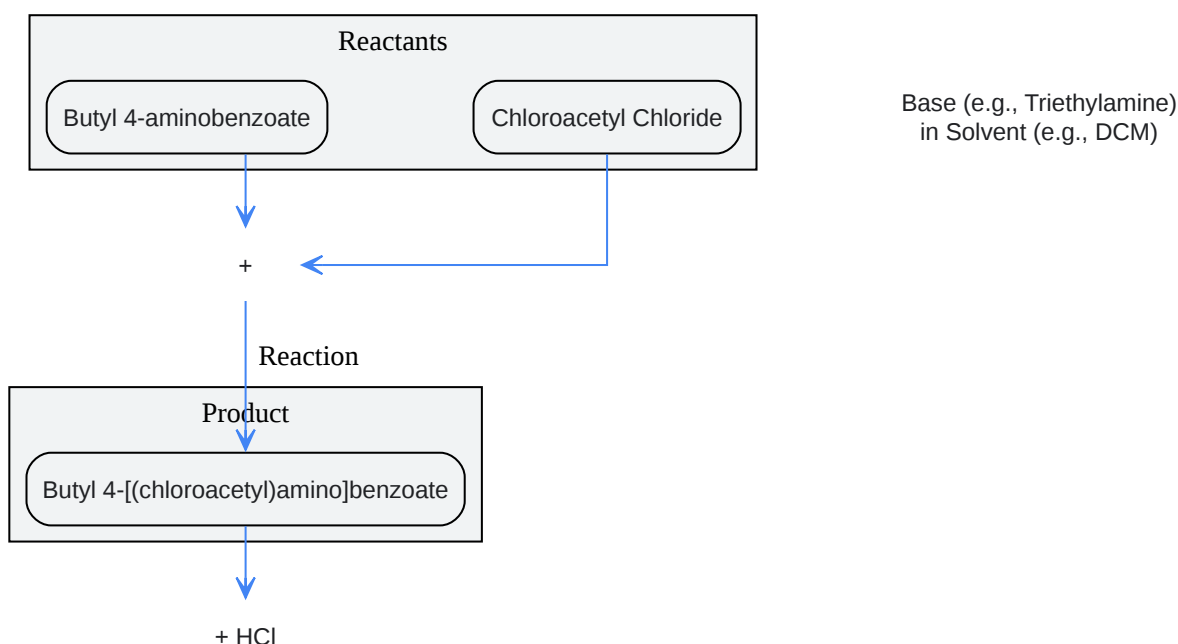 Reactants
Butyl 4-aminobenzoate
Chloroacetyl Chloride
Base (e.g., Triethylamine)
in Solvent (e.g., DCM)
+
Reaction
Product
Butyl 4-[(chloroacetyl)amino]benzoate
+ HCl